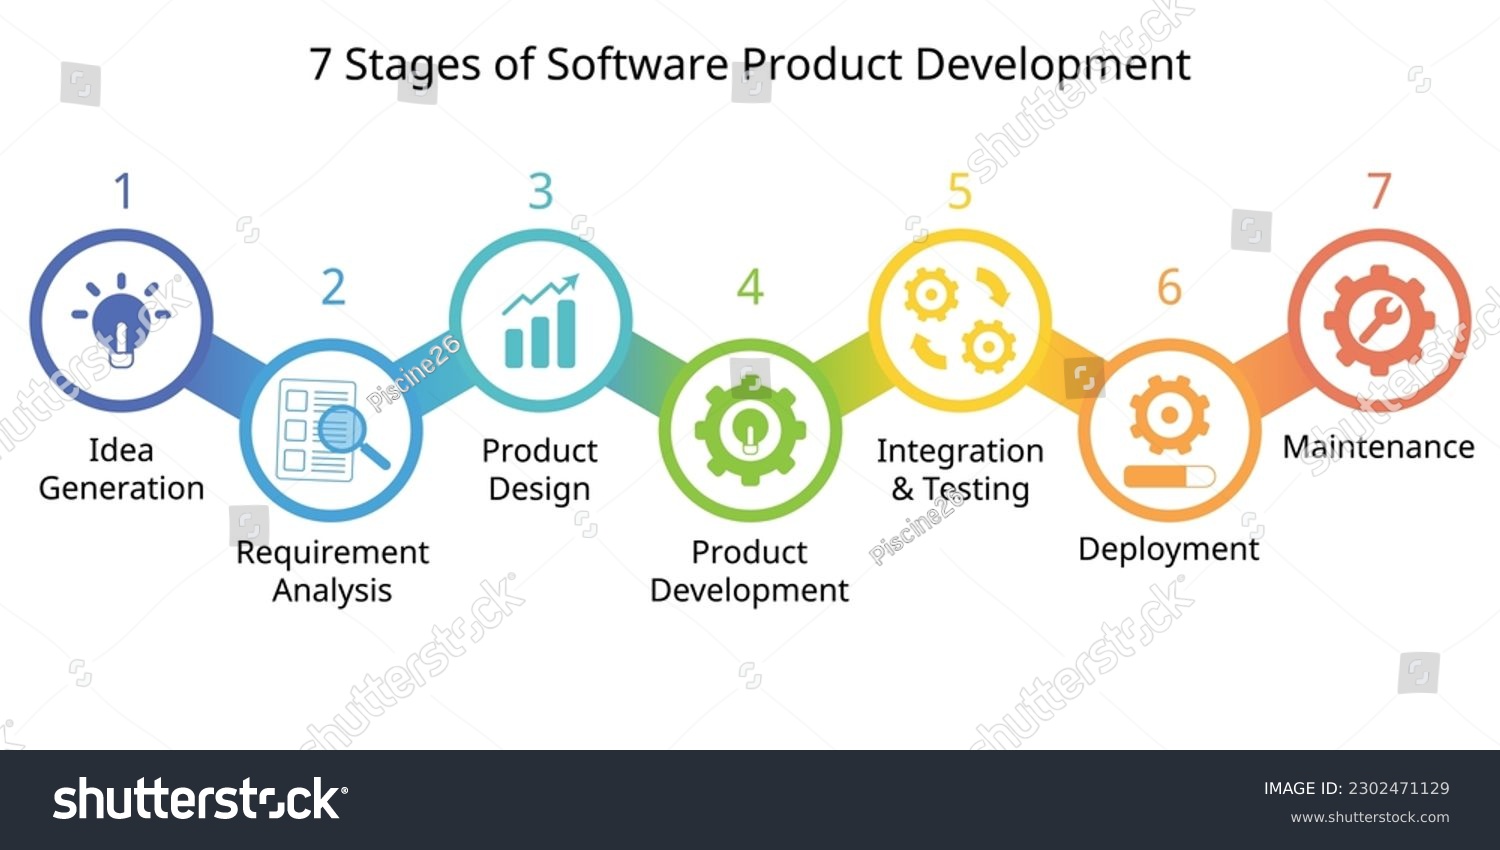 7 Stages of Software Product Development
1
Idea
Generation
2
Requirement
Analysis
3
Product
Design
4
Product
Development
5
Integration
& Testing
6
Deployment
7
Maintenance
shutterstock
shutterstock
shutterstock
shutterstock
shutterstock
shutterstock
Piscine26
Piscine26
shutterstock
IMAGE ID: 2302471129
www.shutterstock.com